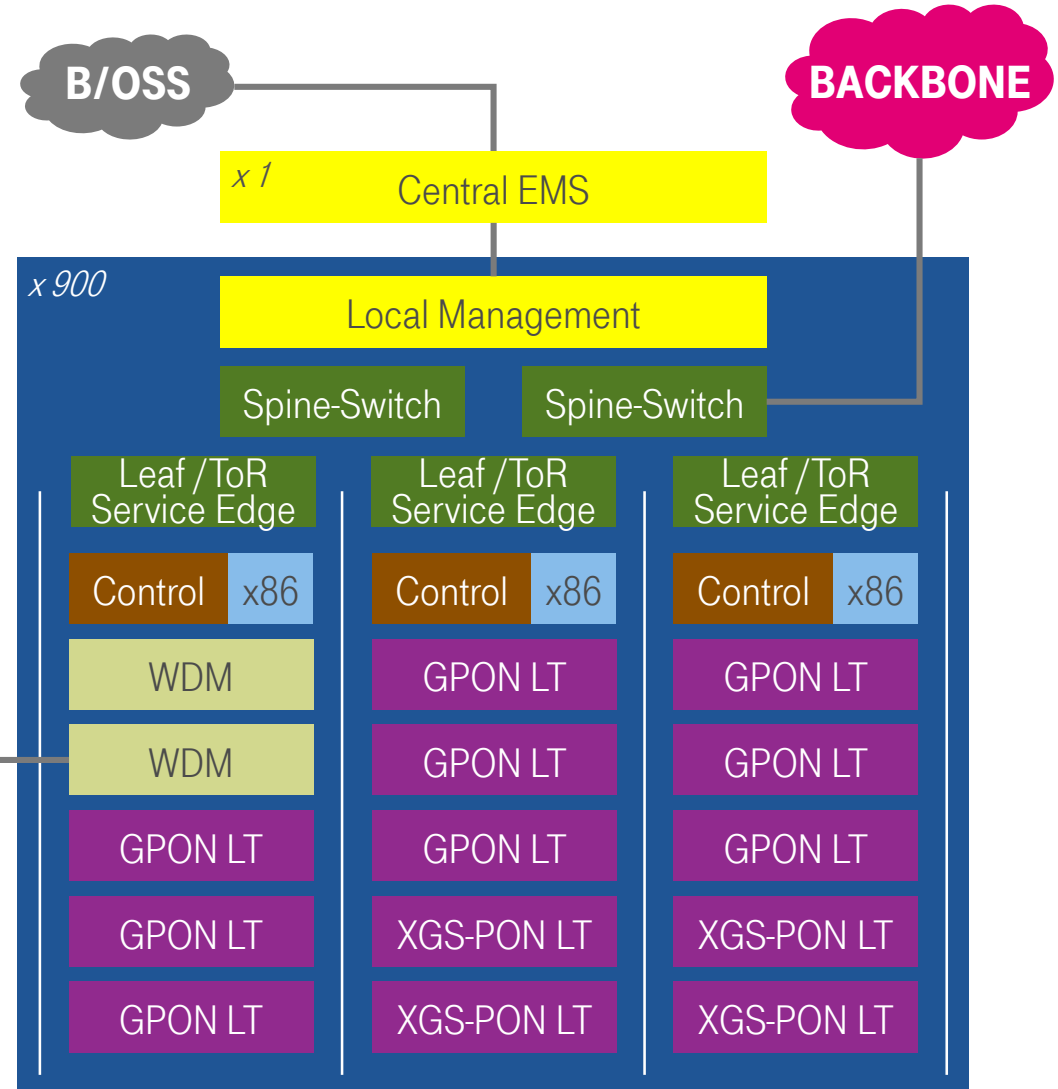 B/OSS
BACKBONE
x 1
Central EMS
x 900
Local Management
Spine-Switch
Spine-Switch
Leaf /ToR
Service Edge
Leaf /ToR
Service Edge
Leaf /ToR
Service Edge
Control x86
Control x86
Control x86
WDM
GPON LT
GPON LT
WDM
GPON LT
GPON LT
GPON LT
GPON LT
GPON LT
GPON LT
XGS-PON LT
XGS-PON LT
GPON LT
XGS-PON LT
XGS-PON LT